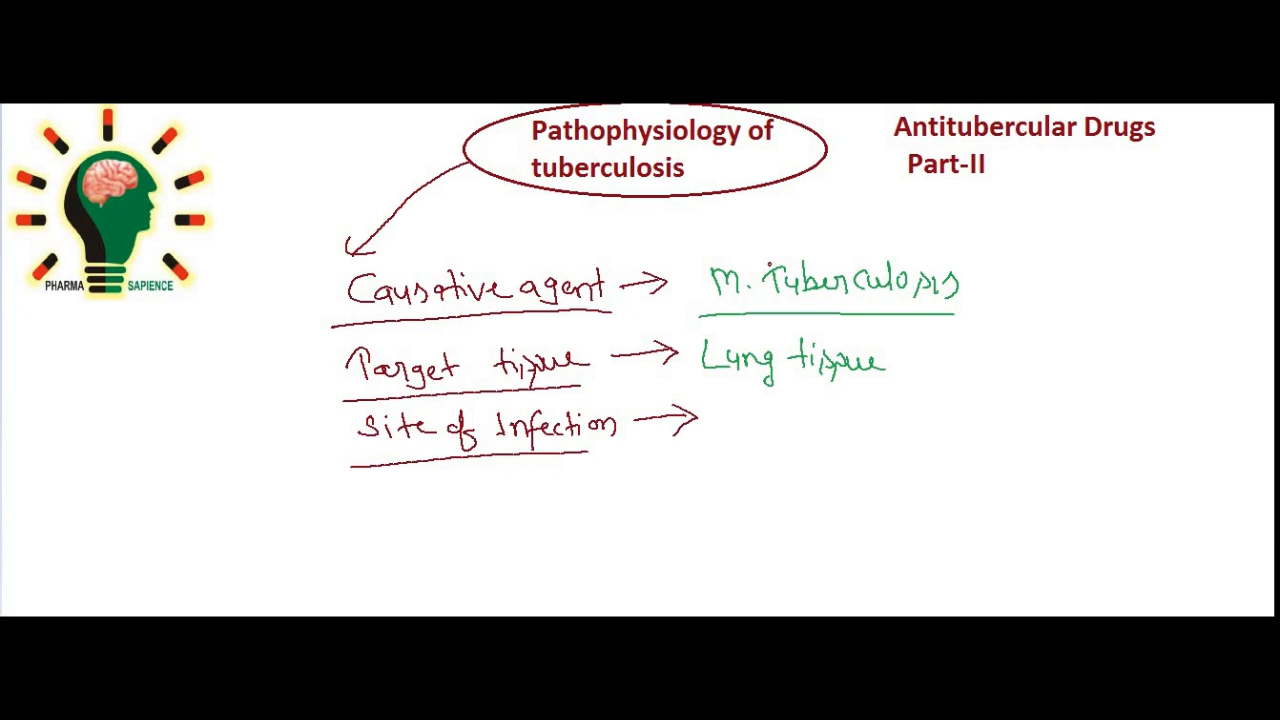 Pathophysiology of
tuberculosis
Antitubercular Drugs
Part-II
PHARMA SAPIENCE
Causative agent → M. Tuberculosis
Target tissue → Lung tissue
Site of Infection →